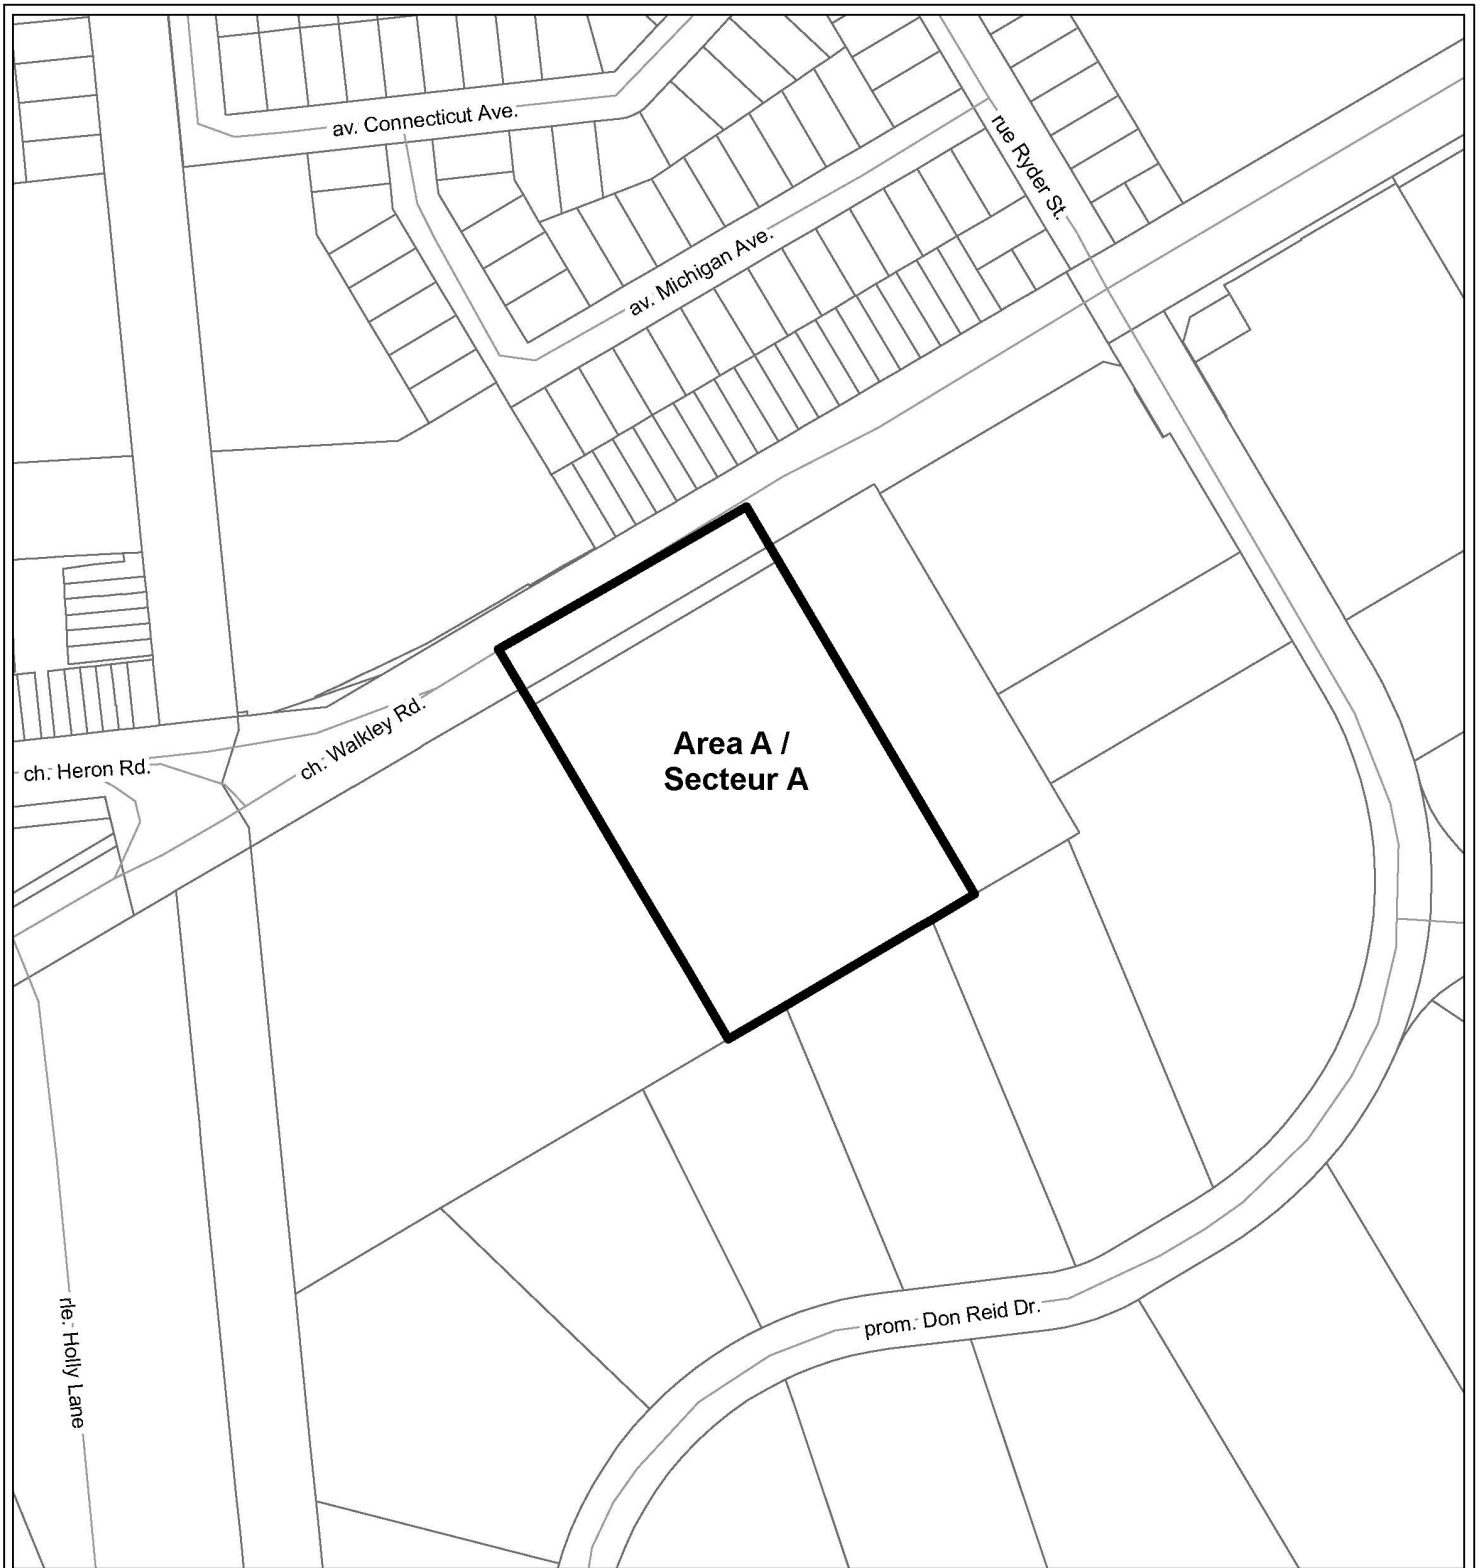 av. Connecticut Ave.
rue Ryder St.
av. Michigan Ave.
ch. Walkley Rd.
ch. Heron Rd.
Area A /
Secteur A
rle. Holly Lane
prom. Don Reid Dr.